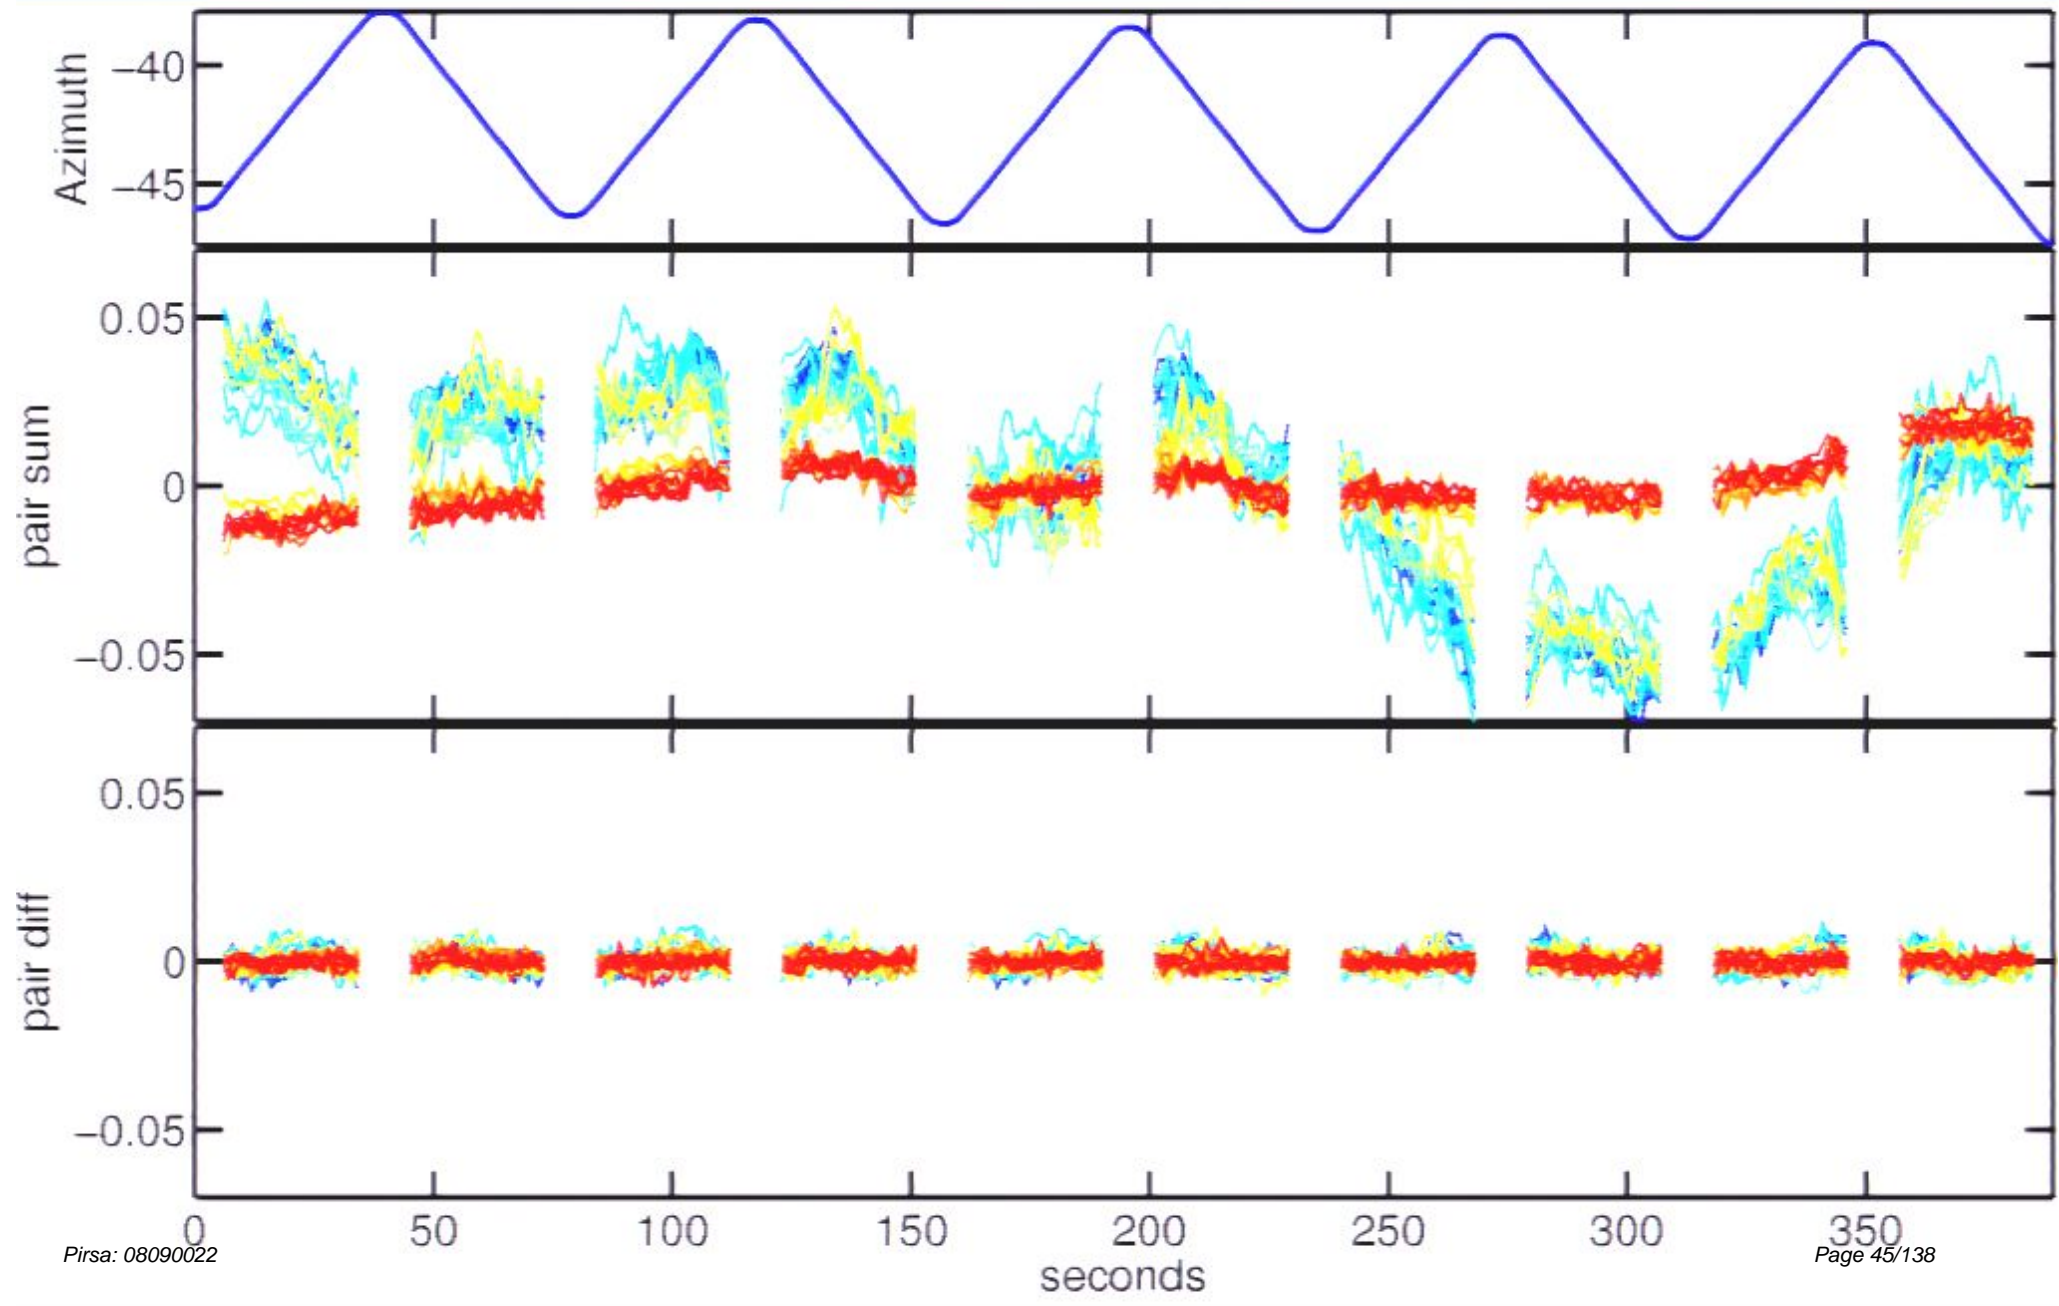 Azimuth
−40
−45
pair sum
0.05
0
−0.05
pair diff
0.05
0
−0.05
0 50 100 150 200 250 300 350
seconds
Pirsa: 08090022
Page 45/138